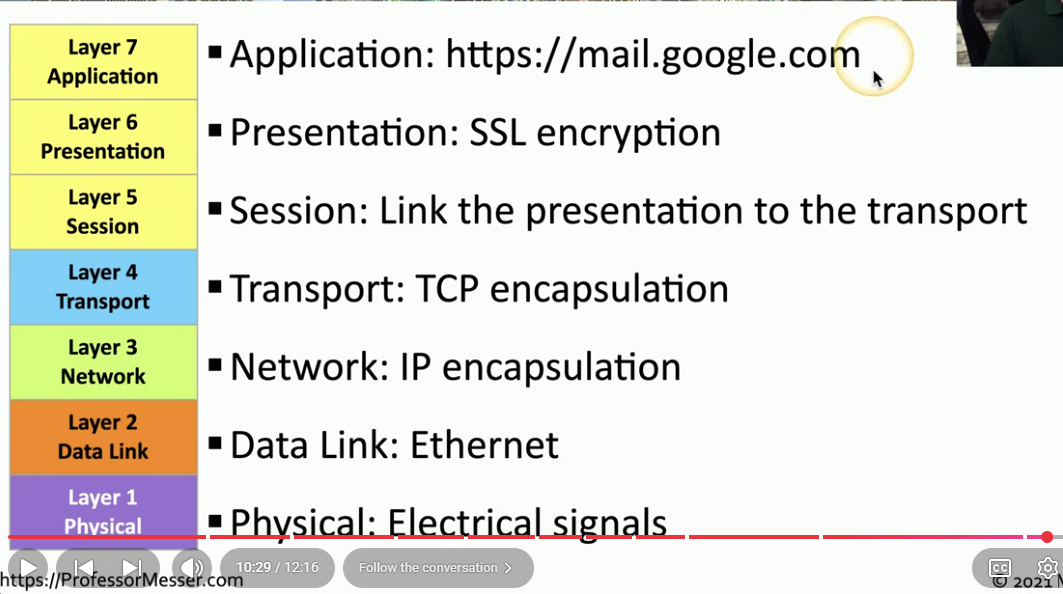 Layer 7
Application
▪ Application: https://mail.google.com
Layer 6
Presentation
▪ Presentation: SSL encryption
Layer 5
Session
▪ Session: Link the presentation to the transport
Layer 4
Transport
▪ Transport: TCP encapsulation
Layer 3
Network
▪ Network: IP encapsulation
Layer 2
Data Link
▪ Data Link: Ethernet
Layer 1
Physical
▪ Physical: Electrical signals
10:29 / 12:16
Follow the conversation
CC
https://ProfessorMesser.com
© 2021